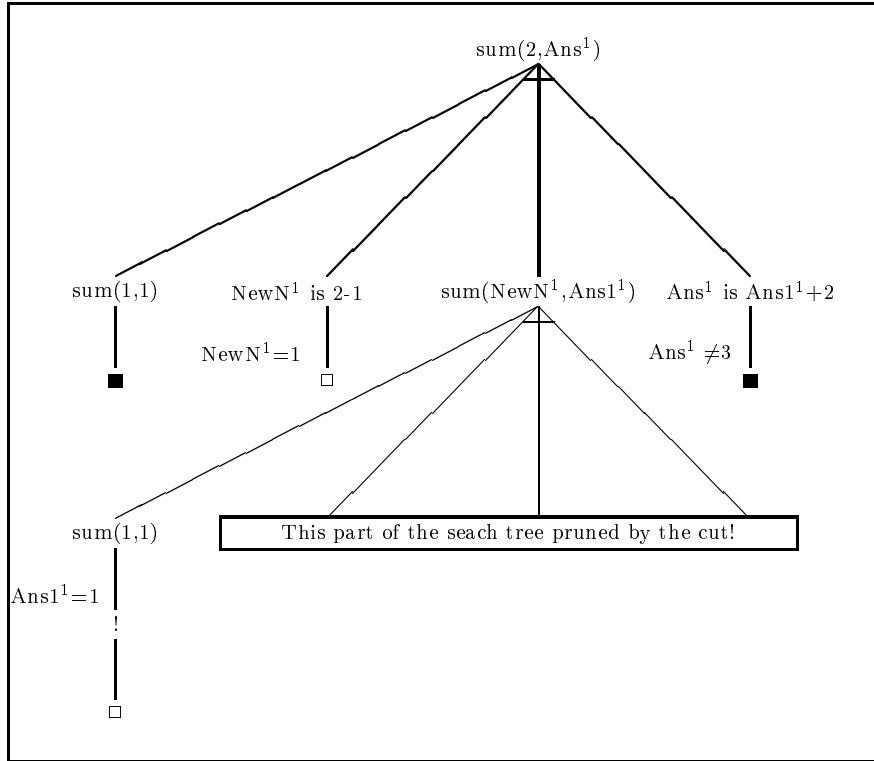 sum(2,Ans¹)
sum(1,1)
NewN¹ is 2-1
sum(NewN¹,Ans1¹)
Ans¹ is Ans1¹+2
NewN¹=1
Ans¹ ≠3
sum(1,1)
This part of the seach tree pruned by the cut!
Ans1¹=1
!